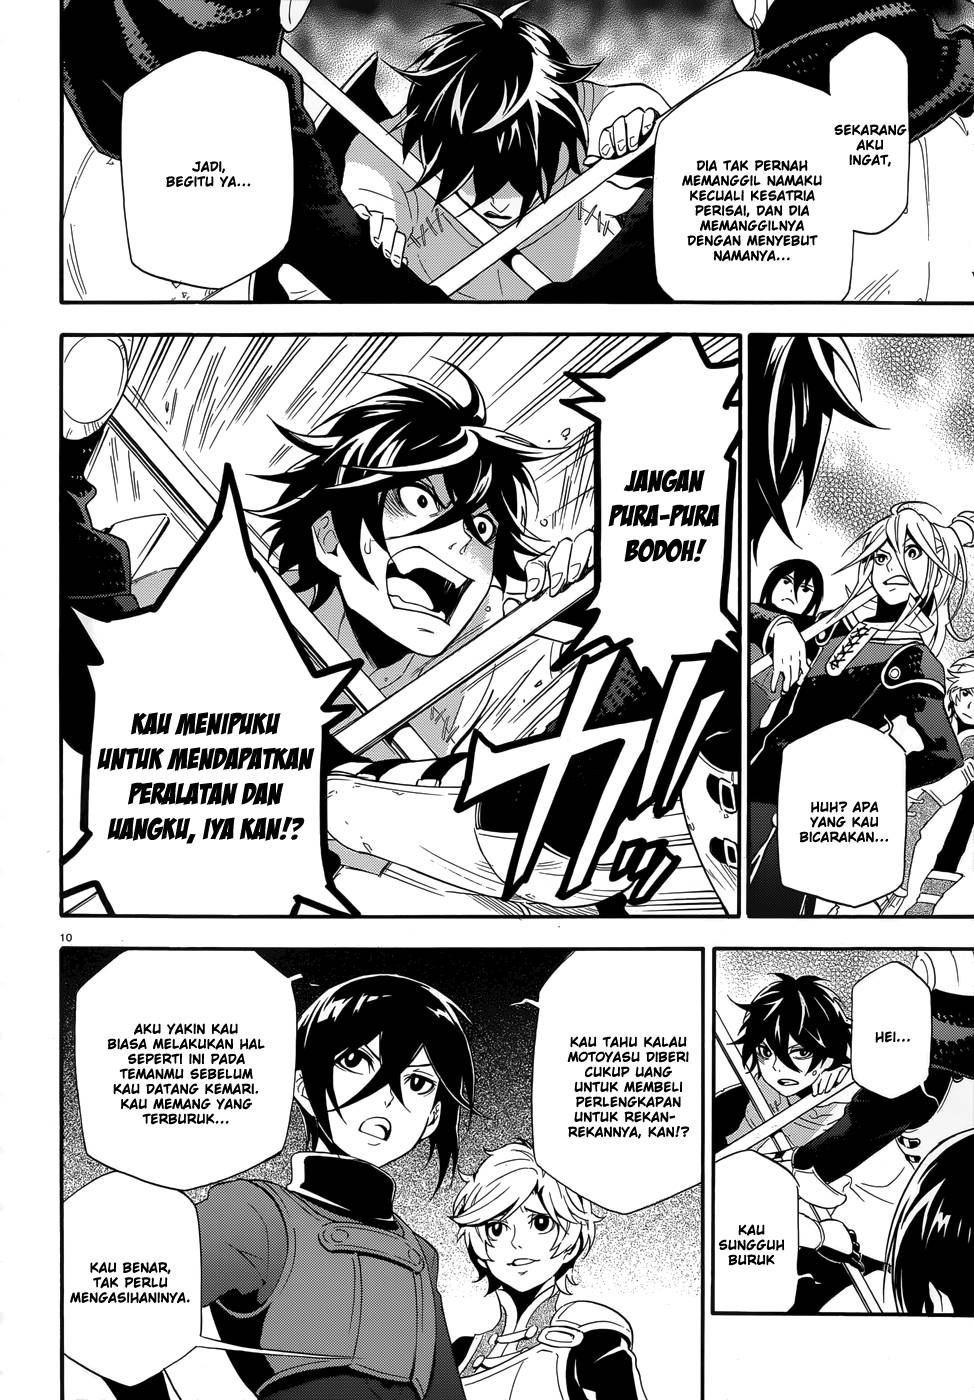 SEKARANG
AKU
INGAT,
DIA TAK PERNAH
MEMANGGIL NAMAKU
KECUALI KESATRIA
PERISAI, DAN DIA
MEMANGGILNYA
DENGAN MENYEBUT
NAMANYA...
JADI,
BEGITU YA...
HUH? APA
YANG KAU
BICARAKAN...
JANGAN
PURA-PURA
BODOH!
KAU MENIPUKU
UNTUK MENDAPATKAN
PERALATAN DAN
UANGKU, IYA KAN!?
ガッ!!
10
HEI...
KAU
SUNGGUH
BURUK
KAU TAHU KALAU
MOTOYASU DIBERI
CUKUP UANG
UNTUK MEMBELI
PERLENGKAPAN
UNTUK REKAN-
REKANNYA, KAN!?
AKU YAKIN KAU
BIASA MELAKUKAN HAL
SEPERTI INI PADA
TEMANMU SEBELUM
KAU DATANG KEMARI.
KAU MEMANG YANG
TERBURUK...
KAU BENAR,
TAK PERLU
MENGASIHANINYA.